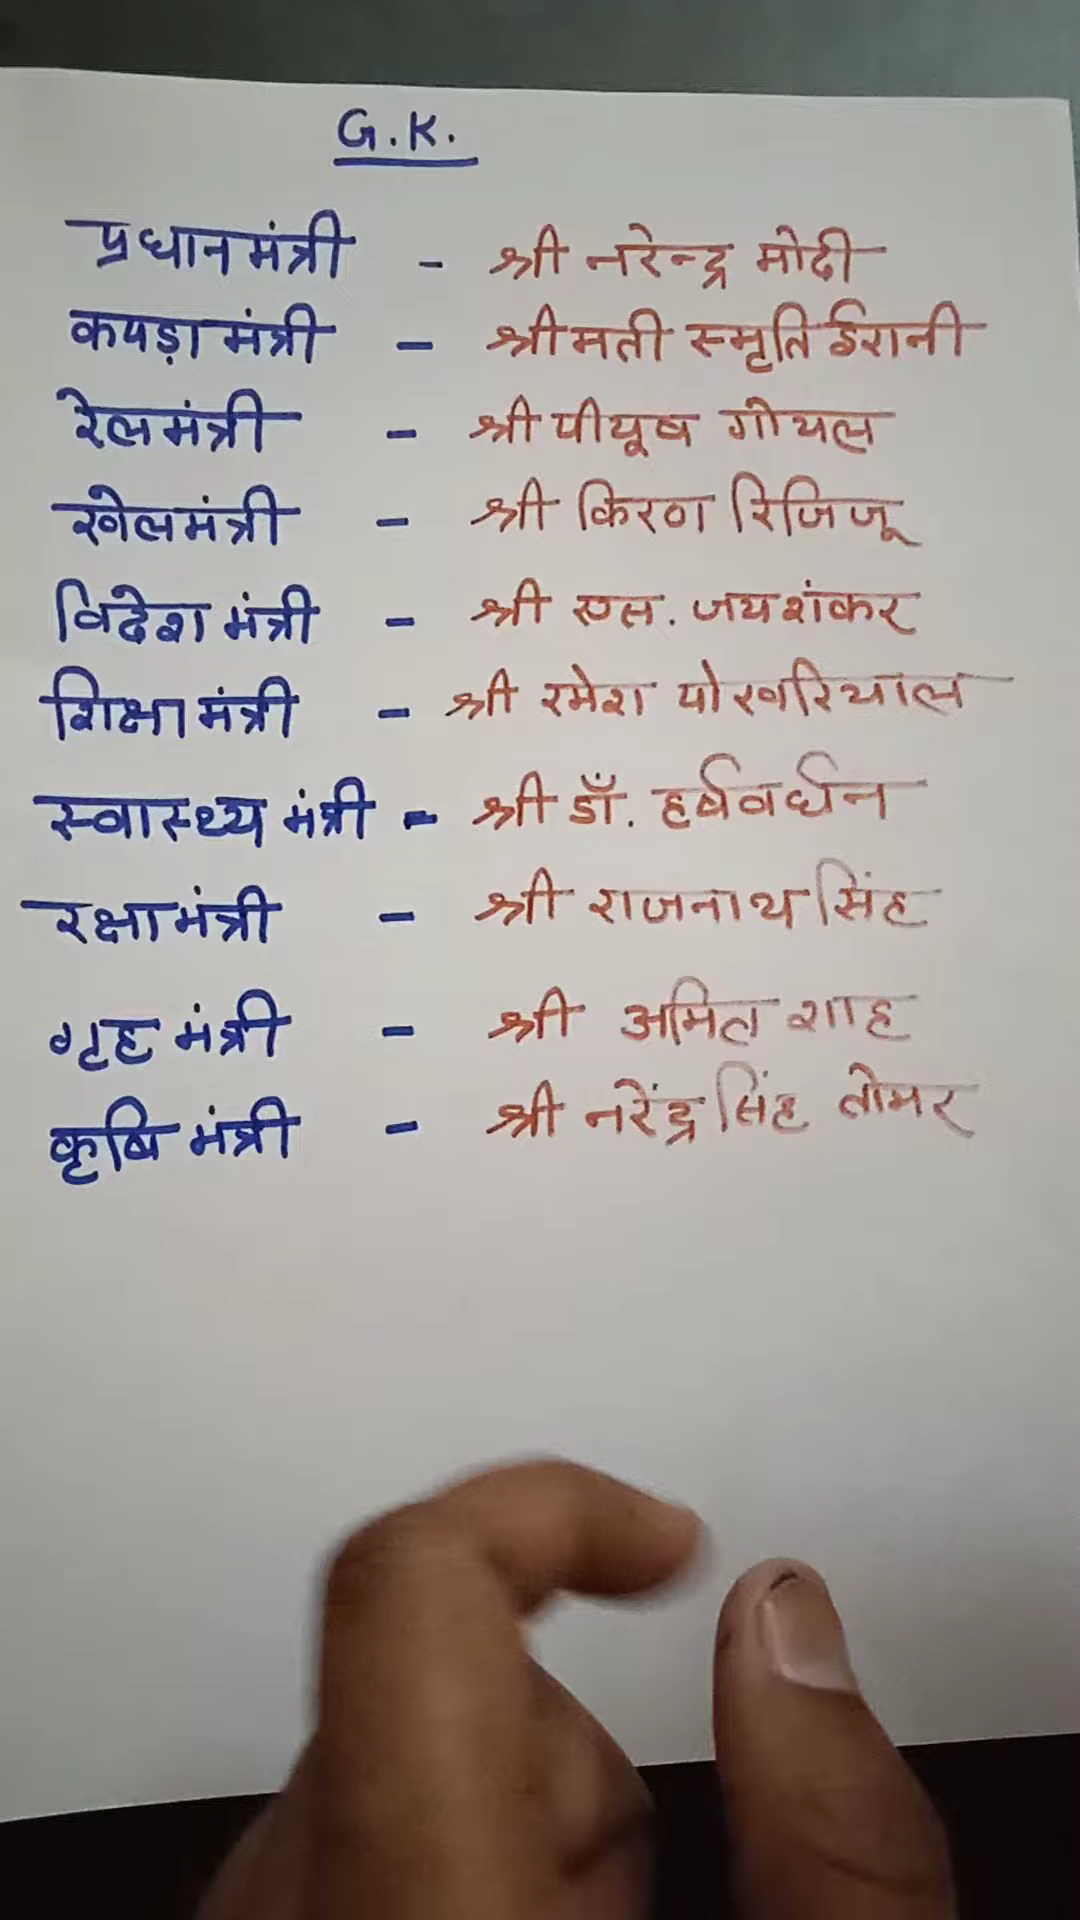 G.K.
प्रधानमंत्री - श्री नरेन्द्र मोदी
कपड़ा मंत्री - श्रीमती स्मृति ईरानी
रेलमंत्री - श्री पीयूष गोयल
खेलमंत्री - श्री किरण रिजिजू
विदेश मंत्री - श्री एस. जयशंकर
शिक्षा मंत्री - श्री रमेश पोखरियाल
स्वास्थ्य मंत्री - श्री डॉ. हर्षवर्धन
रक्षामंत्री - श्री राजनाथ सिंह
गृह मंत्री - श्री अमित शाह
कृषि मंत्री - श्री नरेंद्र सिंह तोमर